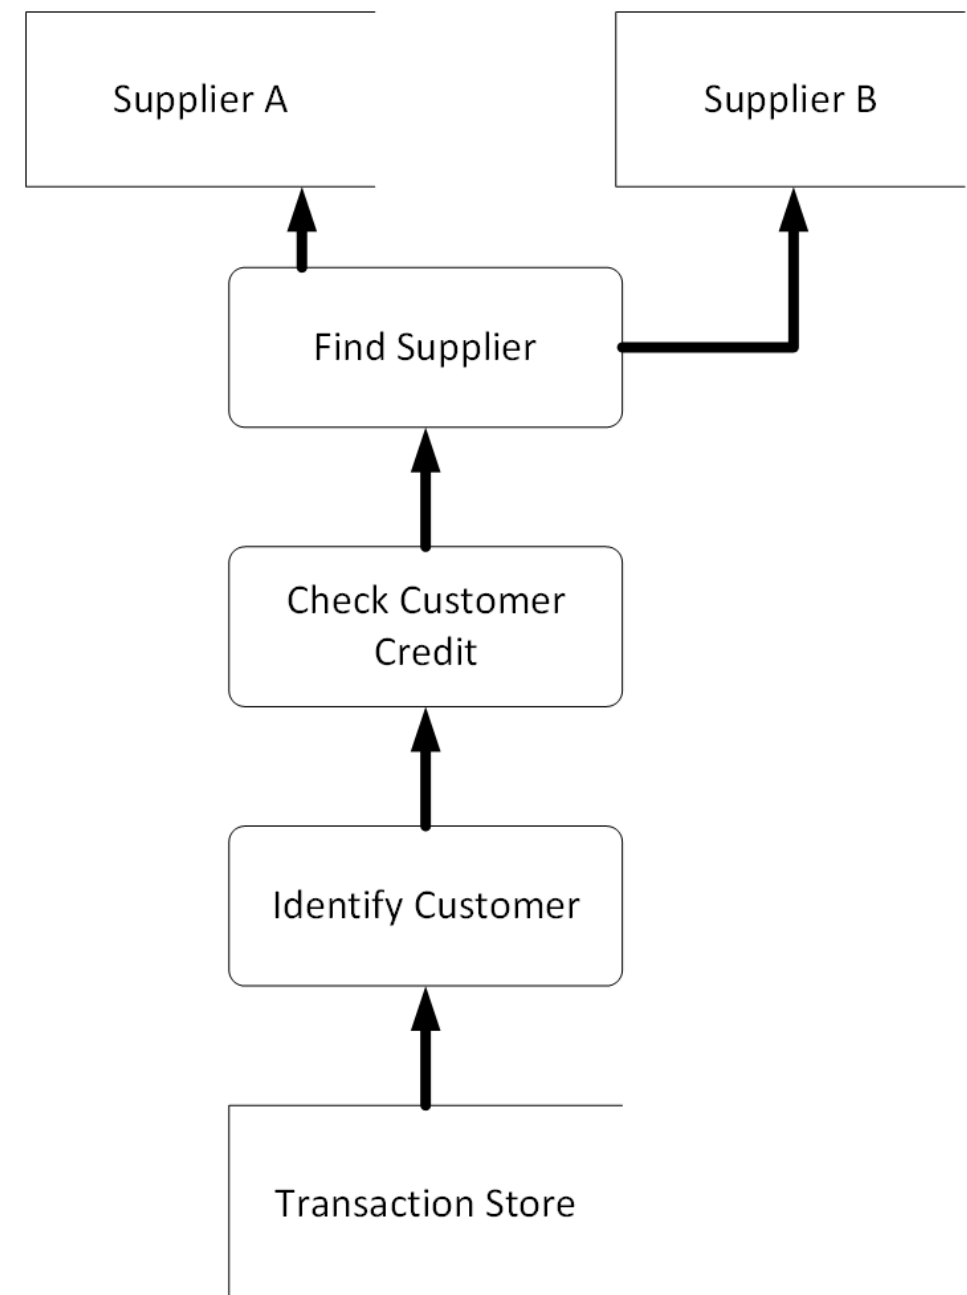 Supplier A
Supplier B
Find Supplier
Check Customer
Credit
Identify Customer
Transaction Store